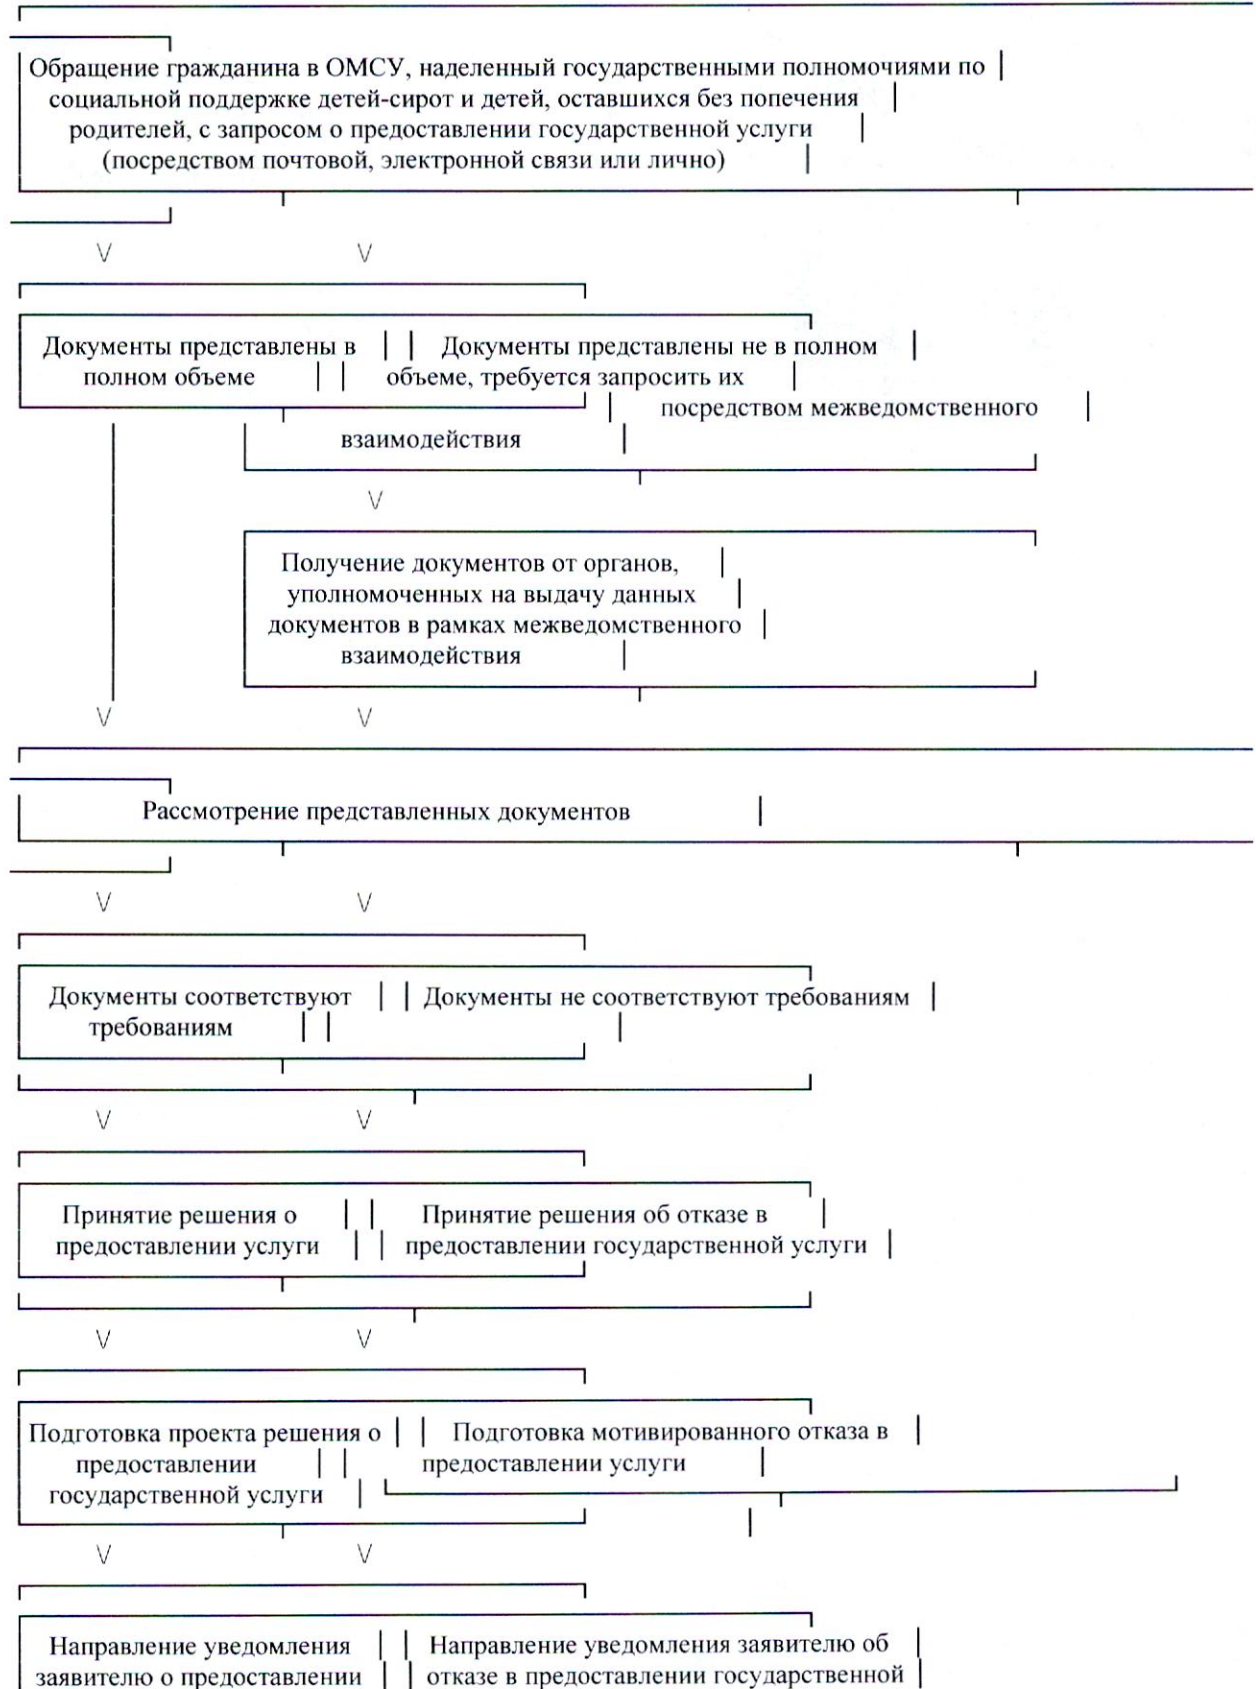 Обращение гражданина в ОМСУ, наделенный государственными полномочиями по
социальной поддержке детей-сирот и детей, оставшихся без попечения
родителей, с запросом о предоставлении государственной услуги
(посредством почтовой, электронной связи или лично)
Документы представлены в
полном объеме
Документы представлены не в полном
объеме, требуется запросить их
посредством межведомственного
взаимодействия
Получение документов от органов,
уполномоченных на выдачу данных
документов в рамках межведомственного
взаимодействия
Рассмотрение представленных документов
Документы соответствуют
требованиям
Документы не соответствуют требованиям
Принятие решения о
предоставлении услуги
Принятие решения об отказе в
предоставлении государственной услуги
Подготовка проекта решения о
предоставлении
государственной услуги
Подготовка мотивированного отказа в
предоставлении услуги
Направление уведомления
заявителю о предоставлении
Направление уведомления заявителю об
отказе в предоставлении государственной